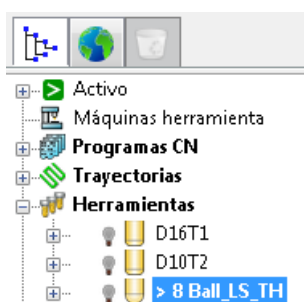 Activo
Máquinas herramienta
Programas CN
Trayectorias
Herramientas
D16T1
D10T2
> 8 Ball_LS_TH